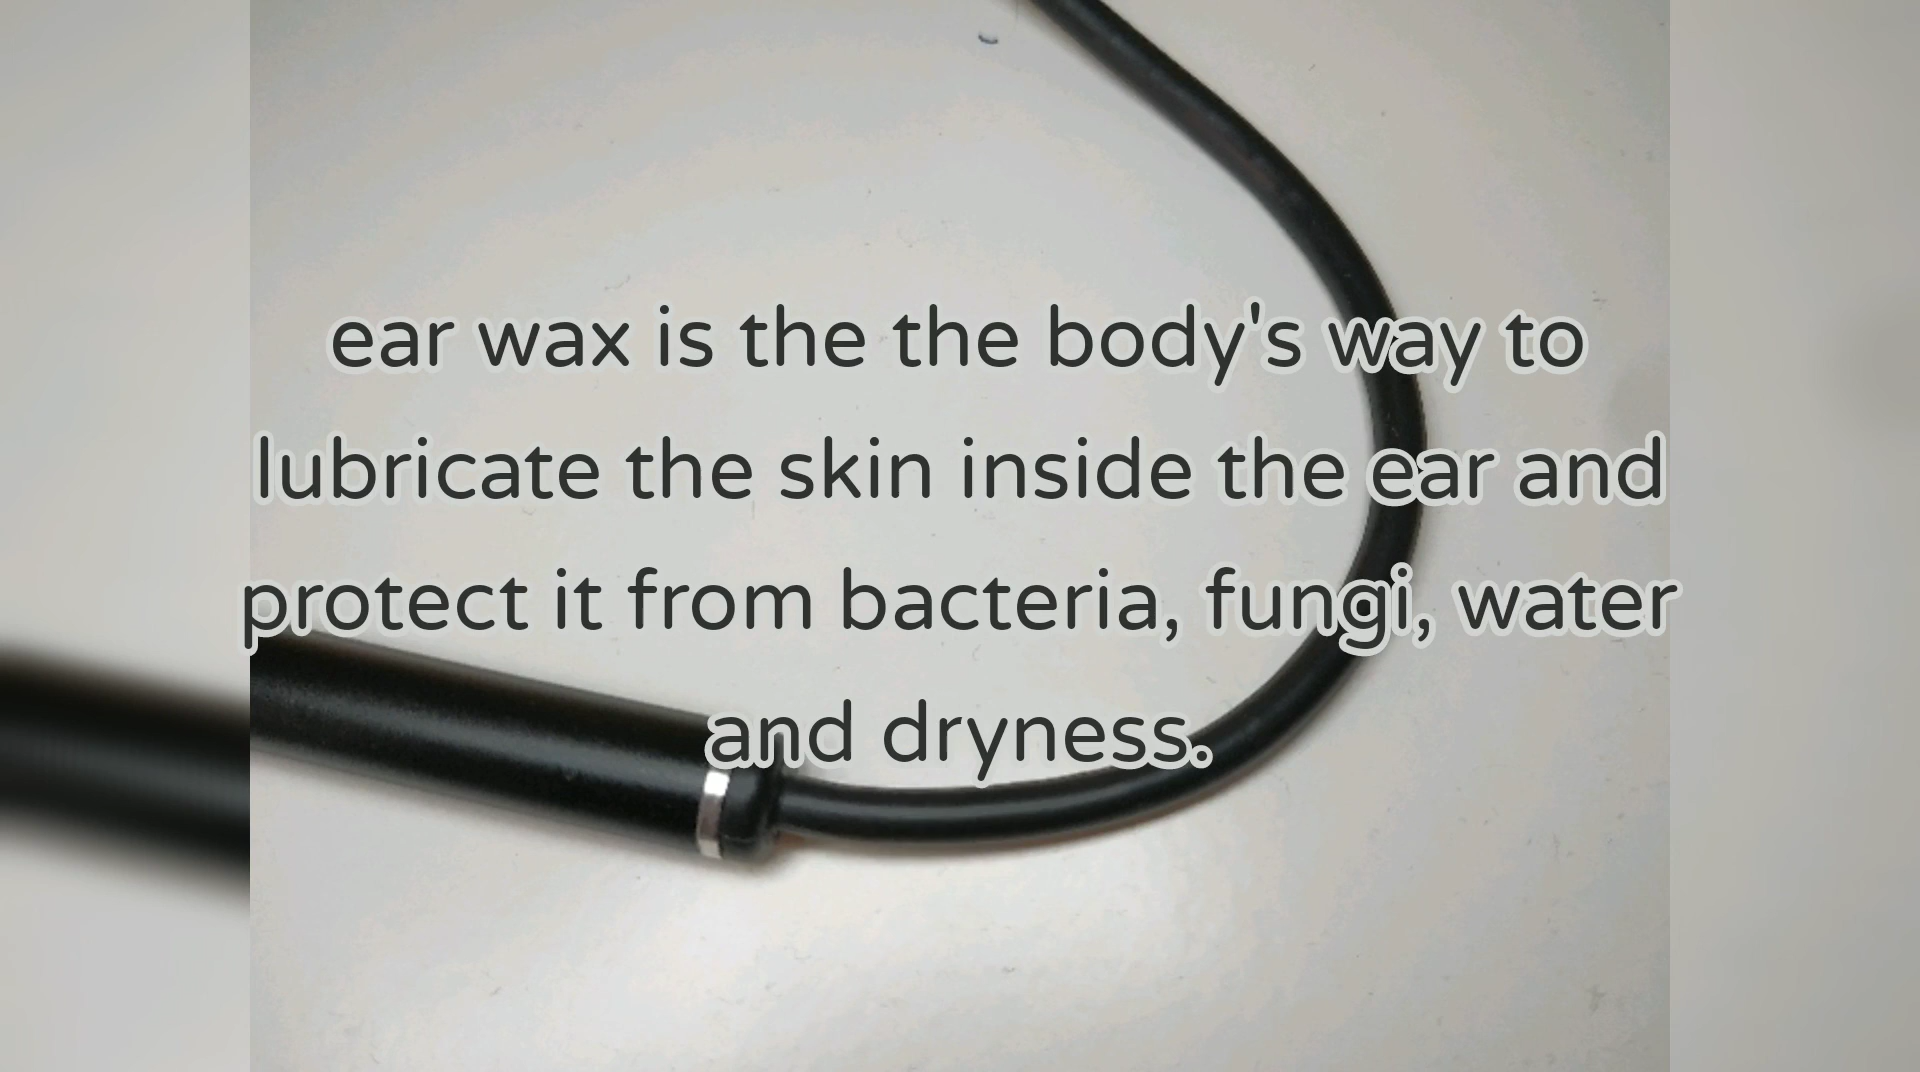 ear wax is the the body's way to
lubricate the skin inside the ear and
protect it from bacteria, fungi, water
and dryness.